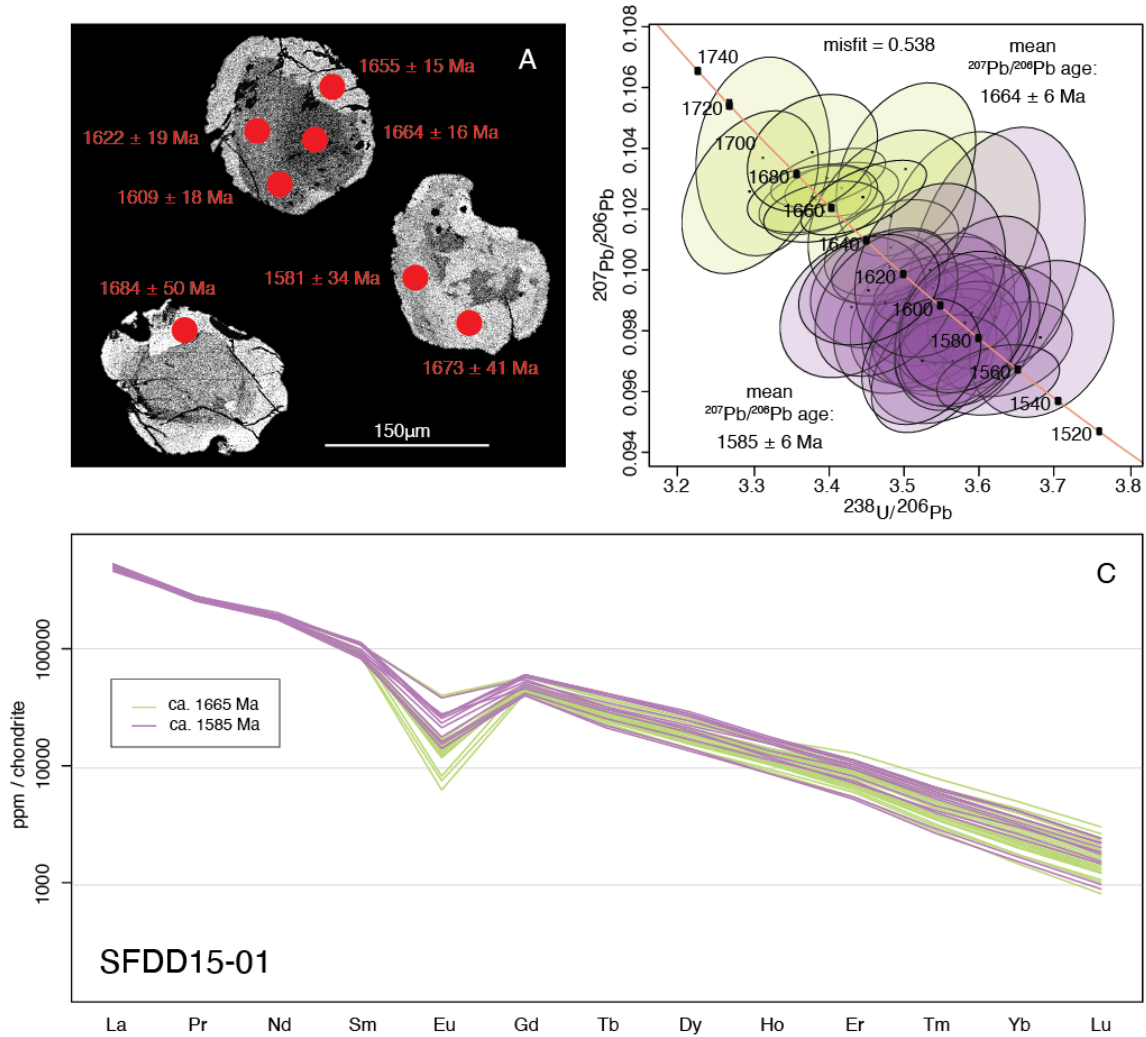 A
1655 ± 15 Ma
1622 ± 19 Ma
1664 ± 16 Ma
1609 ± 18 Ma
1581 ± 34 Ma
1684 ± 50 Ma
1673 ± 41 Ma
150µm
misfit = 0.538
mean
207Pb/206Pb age:
1664 ± 6 Ma
mean
207Pb/206Pb age:
1585 ± 6 Ma
1740
1720
1700
1680
1660
1640
1620
1600
1580
1560
1540
1520
0.108
0.106
0.104
0.102
0.100
0.098
0.096
0.094
207Pb/206Pb
3.2
3.3
3.4
3.5
3.6
3.7
3.8
238U/206Pb
C
ca. 1665 Ma
ca. 1585 Ma
100000
10000
1000
ppm / chondrite
SFDD15-01
La Pr Nd Sm Eu Gd Tb Dy Ho Er Tm Yb Lu